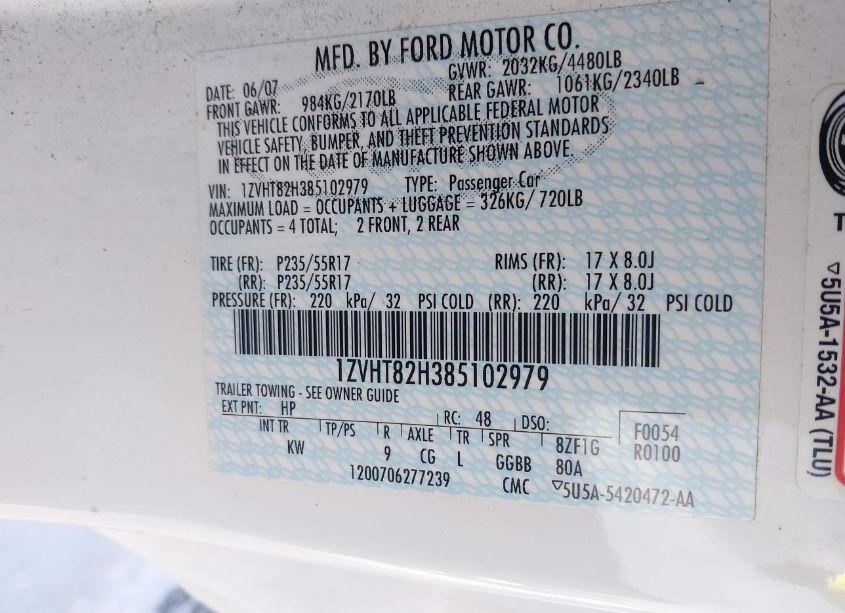 MFD. BY FORD MOTOR CO.
DATE: 06/07 GVWR: 2032KG/4480LB
FRONT GAWR: 984KG/2170LB REAR GAWR: 1061KG/2340LB
THIS VEHICLE CONFORMS TO ALL APPLICABLE FEDERAL MOTOR
VEHICLE SAFETY, BUMPER, AND THEFT PREVENTION STANDARDS
IN EFFECT ON THE DATE OF MANUFACTURE SHOWN ABOVE.
VIN: 1ZVHT82H385102979 TYPE: Passenger Car
MAXIMUM LOAD = OCCUPANTS + LUGGAGE = 326KG/ 720LB
OCCUPANTS = 4 TOTAL; 2 FRONT, 2 REAR
TIRE (FR): P235/55R17 RIMS (FR): 17 X 8.0J
(RR): P235/55R17 (RR): 17 X 8.0J
PRESSURE (FR): 220 kPa/ 32 PSI COLD (RR): 220 kPa/ 32 PSI COLD
1ZVHT82H385102979
TRAILER TOWING - SEE OWNER GUIDE
EXT PNT: HP RC: 48 DSO: F0054
INT TR TP/PS R AXLE TR SPR 8ZF1G R0100
KW 9 CG L GGBB 80A
1200706277239 CMC ▽5U5A-5420472-AA
T
▽5U5A-1532-AA (TLU)